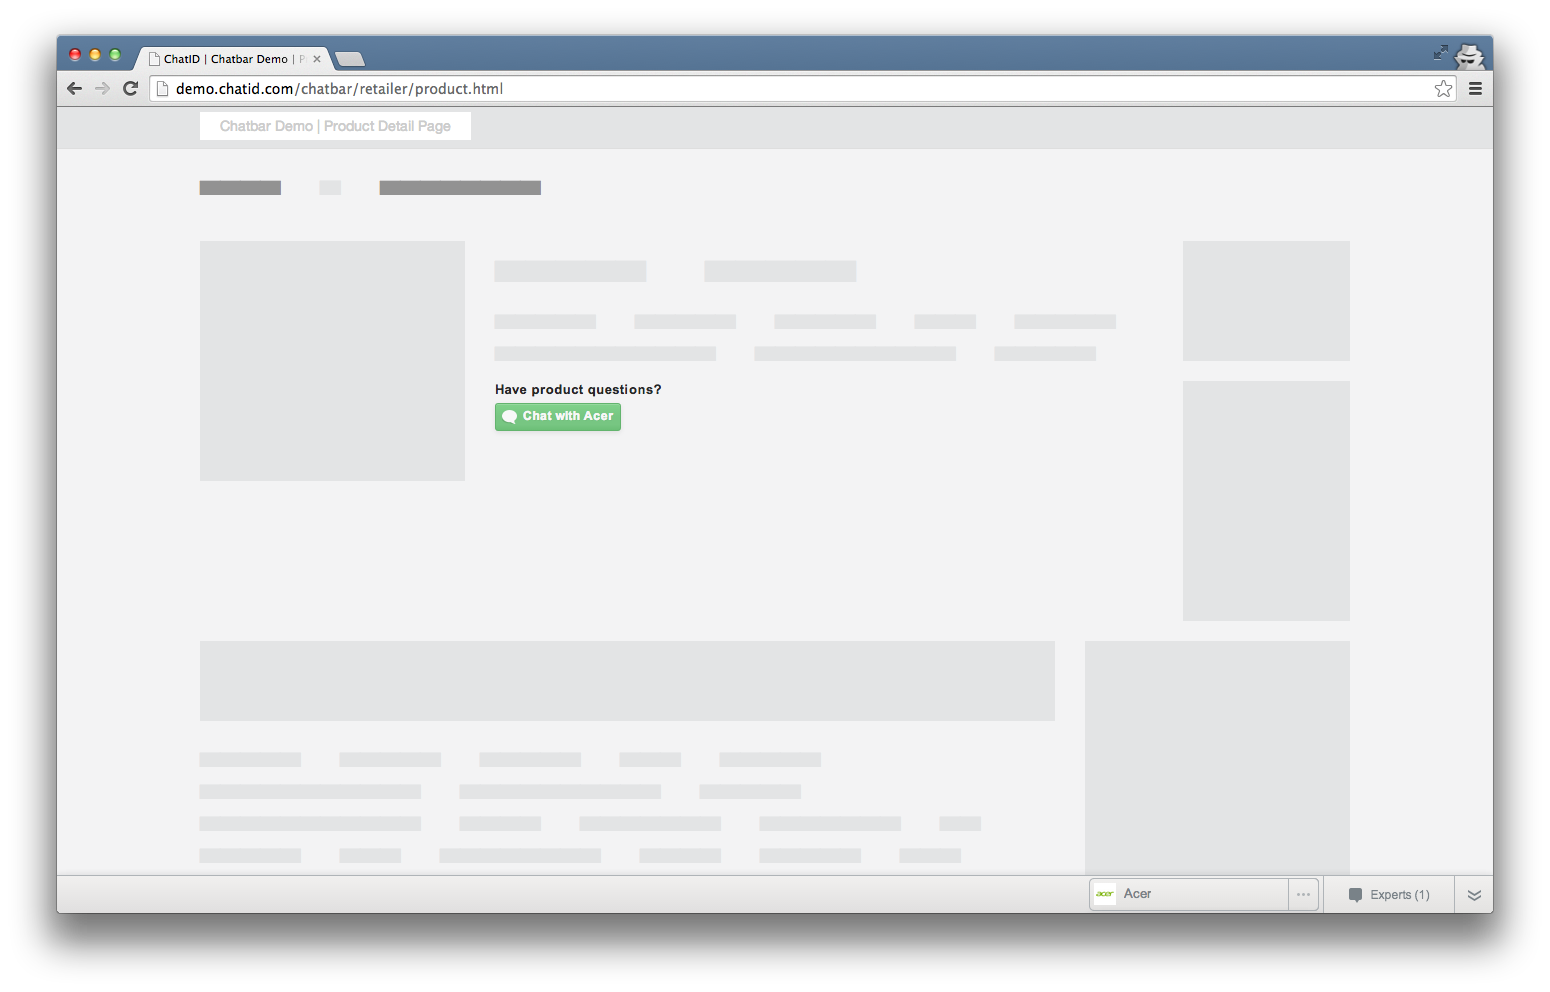 ChatID | Chatbar Demo | P
demo.chatid.com/chatbar/retailer/product.html
Chatbar Demo | Product Detail Page
Have product questions?
Chat with Acer
acer
Acer
Experts (1)